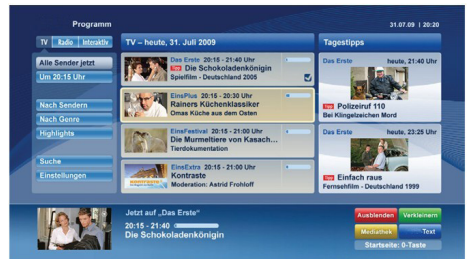 Programm
31.07.09 | 20:20
TV Radio Interaktiv
Alle Sender jetzt
Um 20:15 Uhr
Nach Sendern
Nach Genre
Highlights
Suche
Einstellungen
TV – heute, 31. Juli 2009
Das Erste 20:15 - 21:40 Uhr
Tipp Die Schokoladenkönigin
Spielfilm - Deutschland 2005
EinsPlus 20:15 - 20:30 Uhr
Rainers Küchenklassiker
Omas Küche aus dem Osten
EinsFestival 20:15 - 21:00 Uhr
Die Murmeltiere von Kasach...
Tierdokumentation
EinsExtra 20:15 - 21:00 Uhr
Kontraste
Moderation: Astrid Frohloff
KONTRASTE
Tagestipps
Das Erste heute, 21:40 Uhr
Tipp Polizeiruf 110
Bei Klingelzeichen Mord
Das Erste heute, 23:25 Uhr
Tipp Einfach raus
Fernsehfilm - Deutschland 1999
Jetzt auf „Das Erste“
20:15 - 21:40
Die Schokoladenkönigin
Ausblenden Verkleinern
Mediathek Text
Startseite: 0-Taste